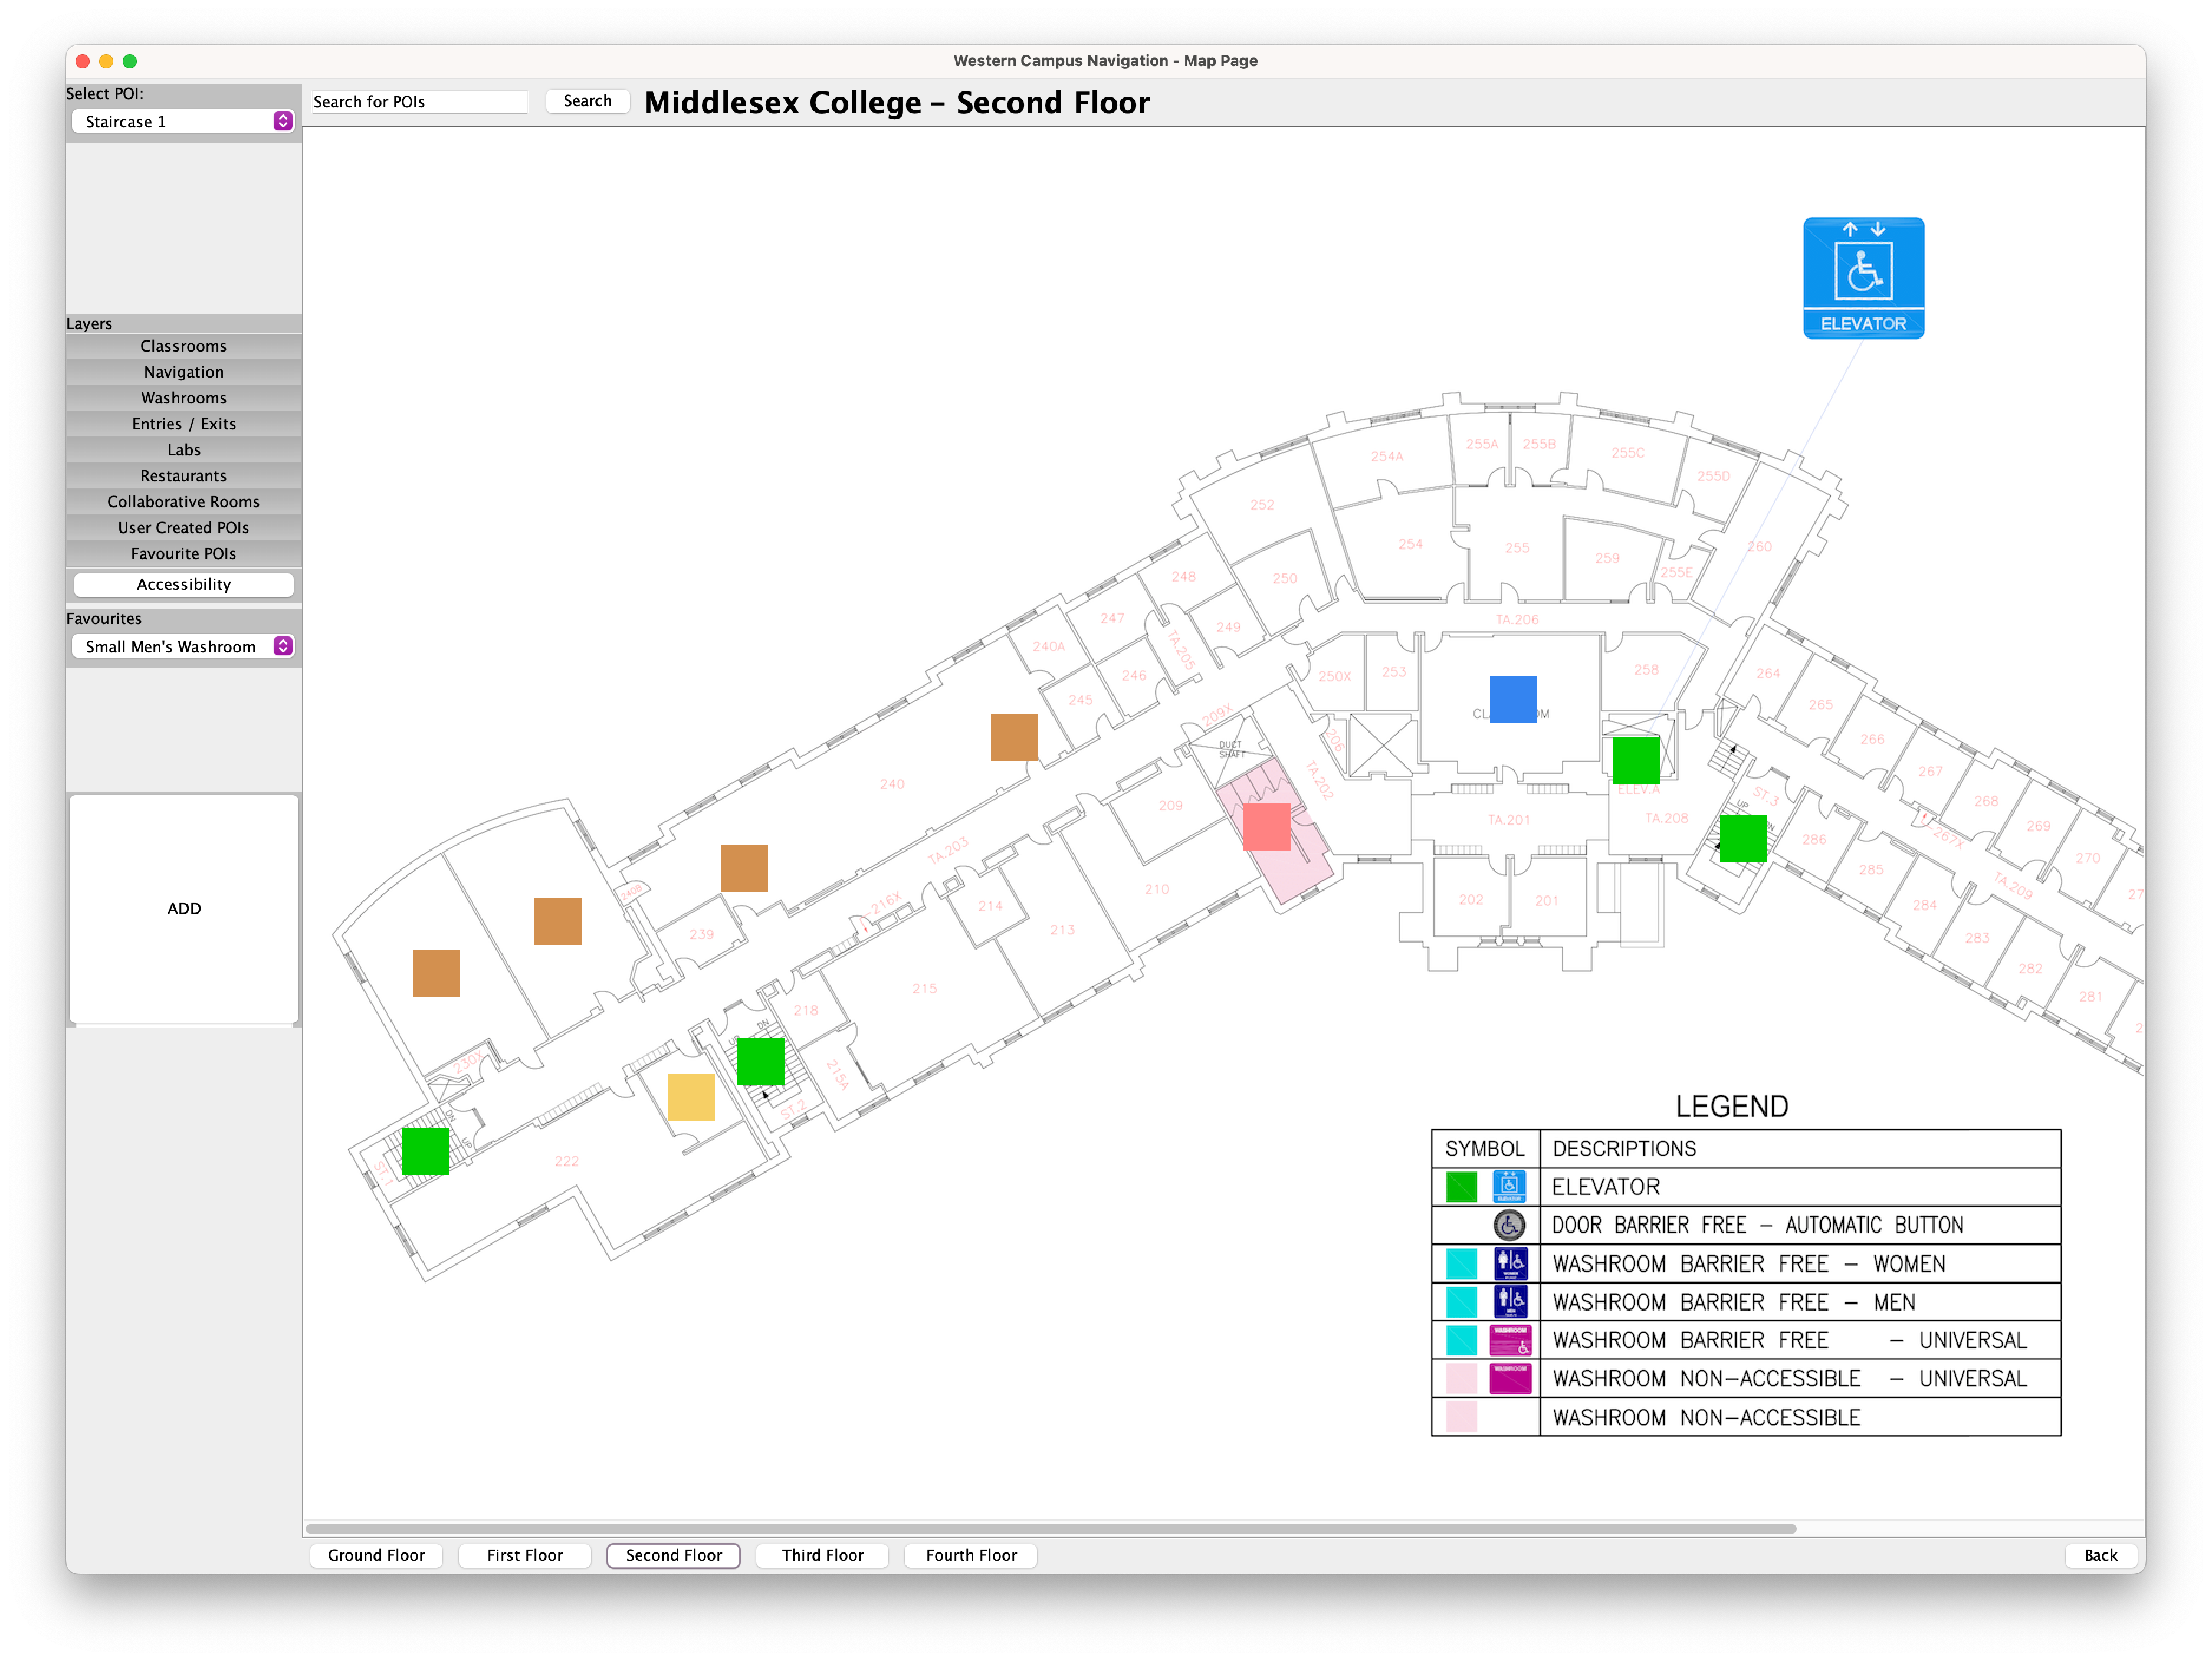 Western Campus Navigation - Map Page
Select POI:
Staircase 1
Search for POIs
Search
Middlesex College - Second Floor
Layers
Classrooms
Navigation
Washrooms
Entries / Exits
Labs
Restaurants
Collaborative Rooms
User Created POIs
Favourite POIs
Accessibility
Favourites
Small Men's Washroom
ADD
ELEVATOR
255A
255B
255C
254A
255D
252
254
255
259
255E
260
250
248
247
249
TA.206
240A
TA.205
246
245
250X
253
258
264
265
266
267
268
269
270
209X
DUCT
SHAFT
206
TA.202
240
209
ELEV.A
TA.201
TA.208
ST.3
UP
286
267X
TA.209
285
284
283
282
281
TA.203
210
202
201
240B
216X
214
213
239
215
218
DN
215A
ST.2
230X
DN
UP
ST.1
222
LEGEND
SYMBOL DESCRIPTIONS
ELEVATOR
DOOR BARRIER FREE - AUTOMATIC BUTTON
WASHROOM BARRIER FREE - WOMEN
WASHROOM BARRIER FREE - MEN
WASHROOM BARRIER FREE - UNIVERSAL
WASHROOM NON-ACCESSIBLE - UNIVERSAL
WASHROOM NON-ACCESSIBLE
Ground Floor
First Floor
Second Floor
Third Floor
Fourth Floor
Back